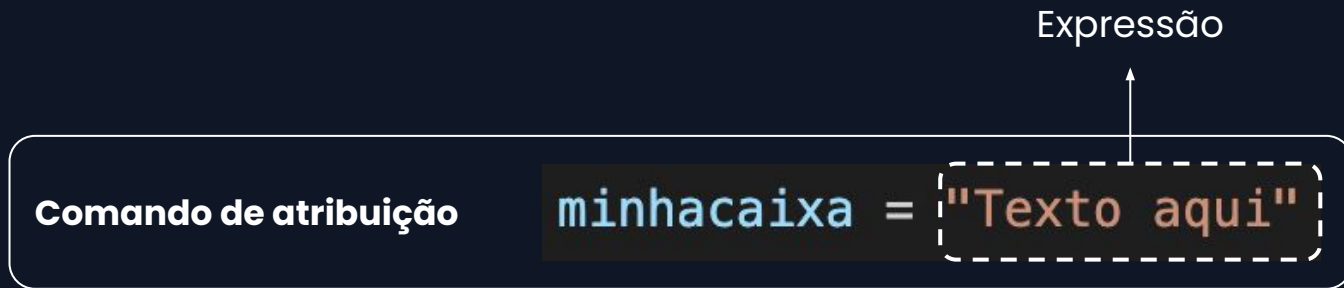 Expressão
Comando de atribuição minhacaixa = "Texto aqui"